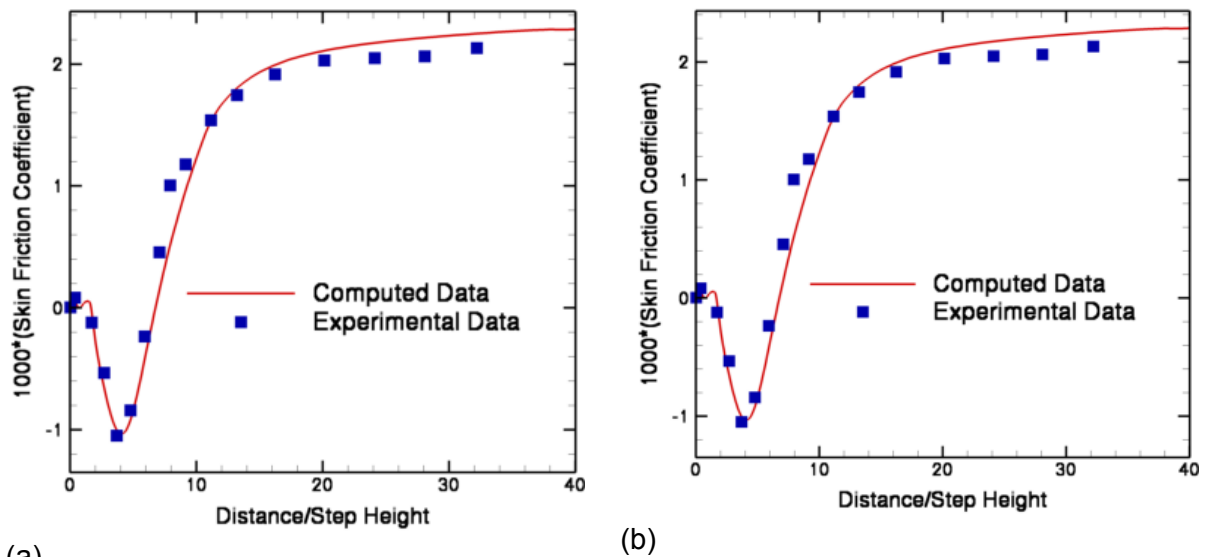 2
1
0
-1
1000*(Skin Friction Coefficient)
Computed Data
Experimental Data
0
10
20
30
40
Distance/Step Height
(a)
2
1
0
-1
1000*(Skin Friction Coefficient)
Computed Data
Experimental Data
0
10
20
30
40
Distance/Step Height
(b)